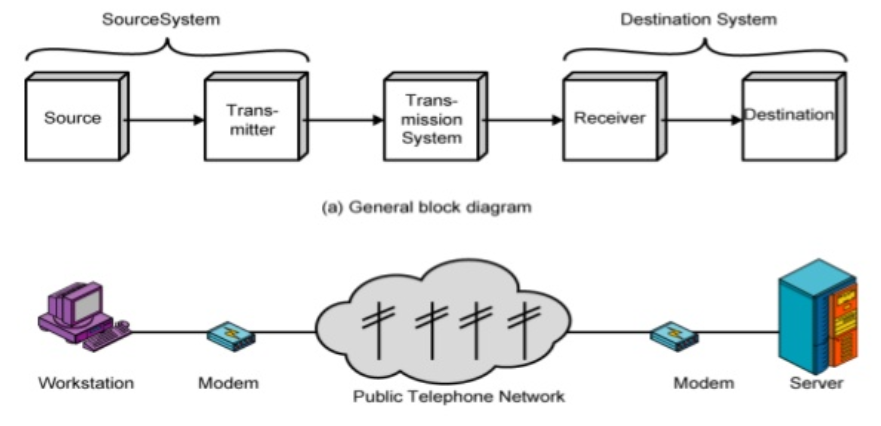 SourceSystem
Destination System
Source
Trans-
mitter
Trans-
mission
System
Receiver
Destination
(a) General block diagram
Workstation
Modem
Public Telephone Network
Modem
Server